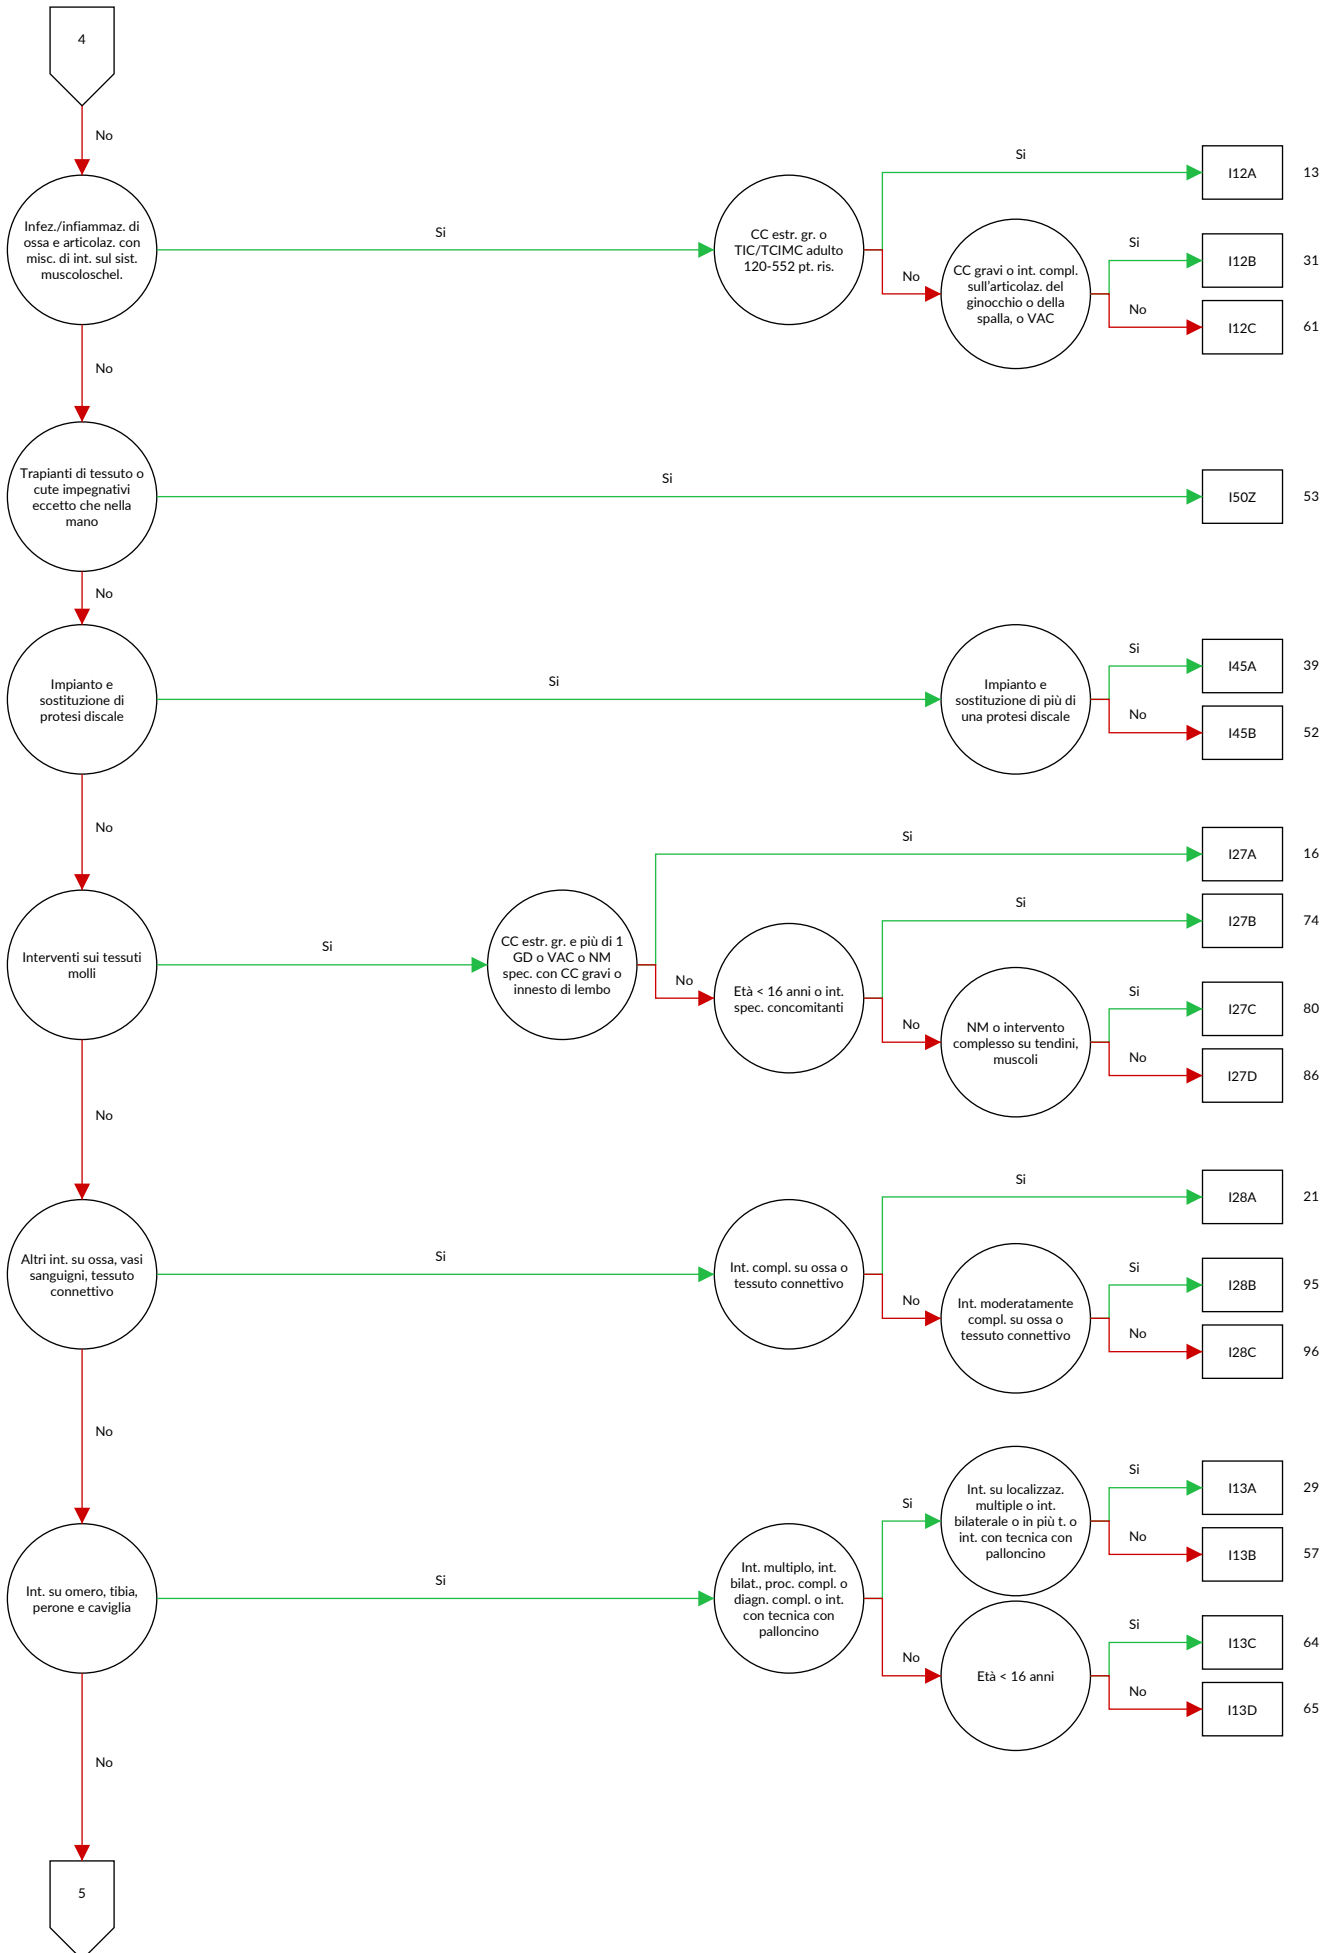 4
No
Infez./infiammaz. di
ossa e articolaz. con
misc. di int. sul sist.
muscoloschel.
Si
CC estr. gr. o
TIC/TCIMC adulto
120-552 pt. ris.
Si
I12A
13
No
CC gravi o int. compl.
sull'articolaz. del
ginocchio o della
spalla, o VAC
Si
I12B
31
No
I12C
61
No
Trapianti di tessuto o
cute impegnativi
eccetto che nella
mano
Si
I50Z
53
No
Impianto e
sostituzione di
protesi discale
Si
Impianto e
sostituzione di più di
una protesi discale
Si
I45A
39
No
I45B
52
No
Interventi sui tessuti
molli
Si
CC estr. gr. e più di 1
GD o VAC o NM
spec. con CC gravi o
innesto di lembo
Si
I27A
16
No
Età < 16 anni o int.
spec. concomitanti
Si
I27B
74
No
NM o intervento
complesso su tendini,
muscoli
Si
I27C
80
No
I27D
86
No
Altri int. su ossa, vasi
sanguigni, tessuto
connettivo
Si
Int. compl. su ossa o
tessuto connettivo
Si
I28A
21
No
Int. moderatamente
compl. su ossa o
tessuto connettivo
Si
I28B
95
No
I28C
96
No
Int. su omero, tibia,
perone e caviglia
Si
Int. multiplo, int.
bilat., proc. compl. o
diagn. compl. o int.
con tecnica con
palloncino
Si
Int. su localizzaz.
multiple o int.
bilaterale o in più t. o
int. con tecnica con
palloncino
Si
I13A
29
No
I13B
57
No
Età < 16 anni
Si
I13C
64
No
I13D
65
No
5